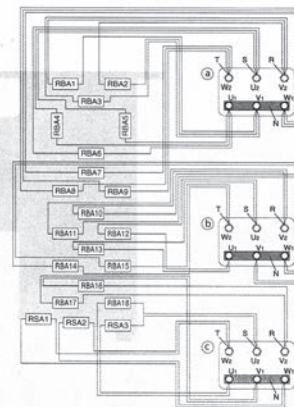 RBA1 RBA2
RBA3
RBA4 RBA5
RBA6
RBA7
RBA8 RBA9
RBA10
RBA11 RBA12
RBA13
RBA14 RBA15
RBA16
RBA17 RBA18
RSA1 RSA2 RSA3
a
T S R
W2 U2 V2
U1 V1 W1
N
b
T S R
W2 U2 V2
U1 V1 W1
N
c
T S R
W2 U2 V2
U1 V1 W1
N